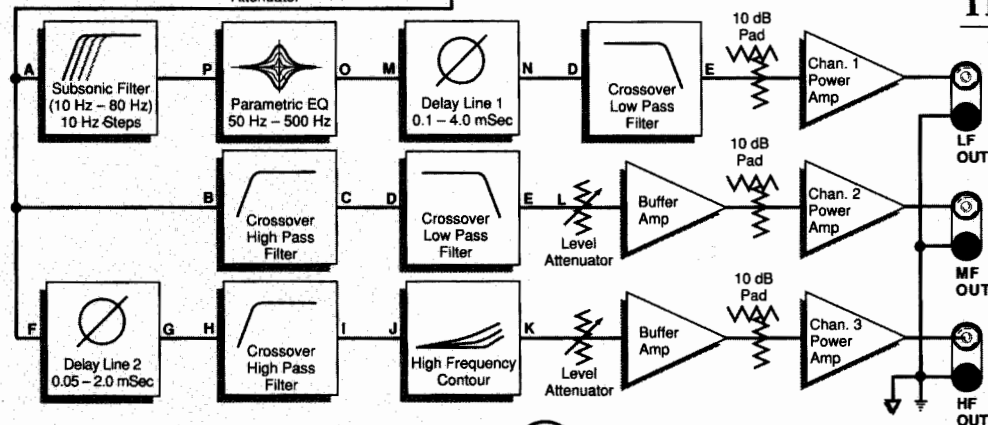 Attenuator
A
Subsonic Filter
(10 Hz – 80 Hz)
10 Hz Steps
P
Parametric EQ
50 Hz – 500 Hz
O
M
Delay Line 1
0.1 – 4.0 mSec
N
D
Crossover
Low Pass
Filter
E
10 dB
Pad
Chan. 1
Power
Amp
LF
OUT
B
Crossover
High Pass
Filter
C
D
Crossover
Low Pass
Filter
E
L
Level
Attenuator
Buffer
Amp
10 dB
Pad
Chan. 2
Power
Amp
MF
OUT
F
Delay Line 2
0.05 – 2.0 mSec
G
H
Crossover
High Pass
Filter
I
J
High Frequency
Contour
K
Level
Attenuator
Buffer
Amp
10 dB
Pad
Chan. 3
Power
Amp
HF
OUT